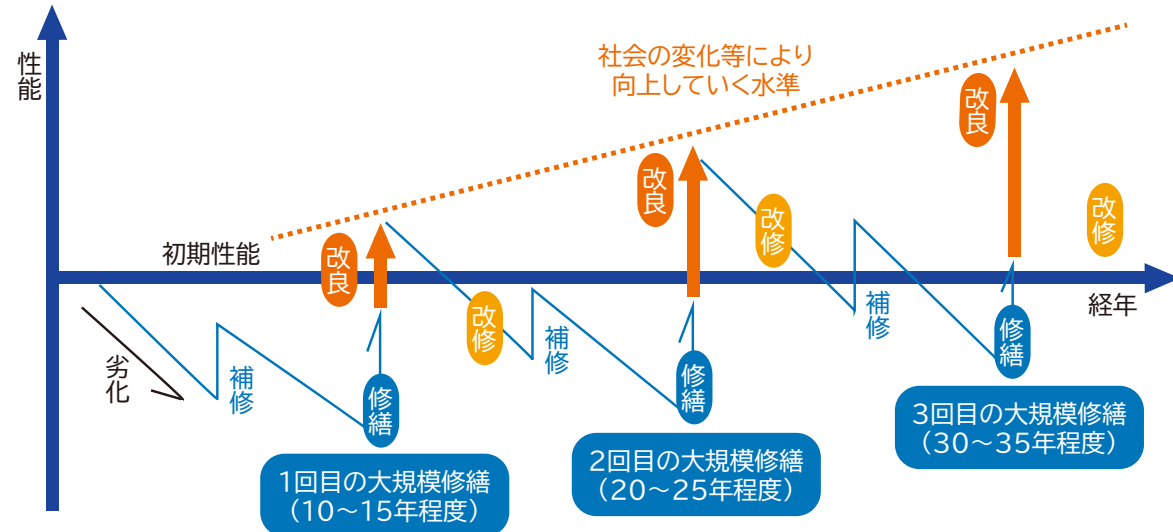 性能
社会の変化等により
向上していく水準
初期性能
経年
劣化
補修
修繕
改良
改修
補修
修繕
改良
改修
補修
修繕
改良
改修
1回目の大規模修繕
（10～15年程度）
2回目の大規模修繕
（20～25年程度）
3回目の大規模修繕
（30～35年程度）